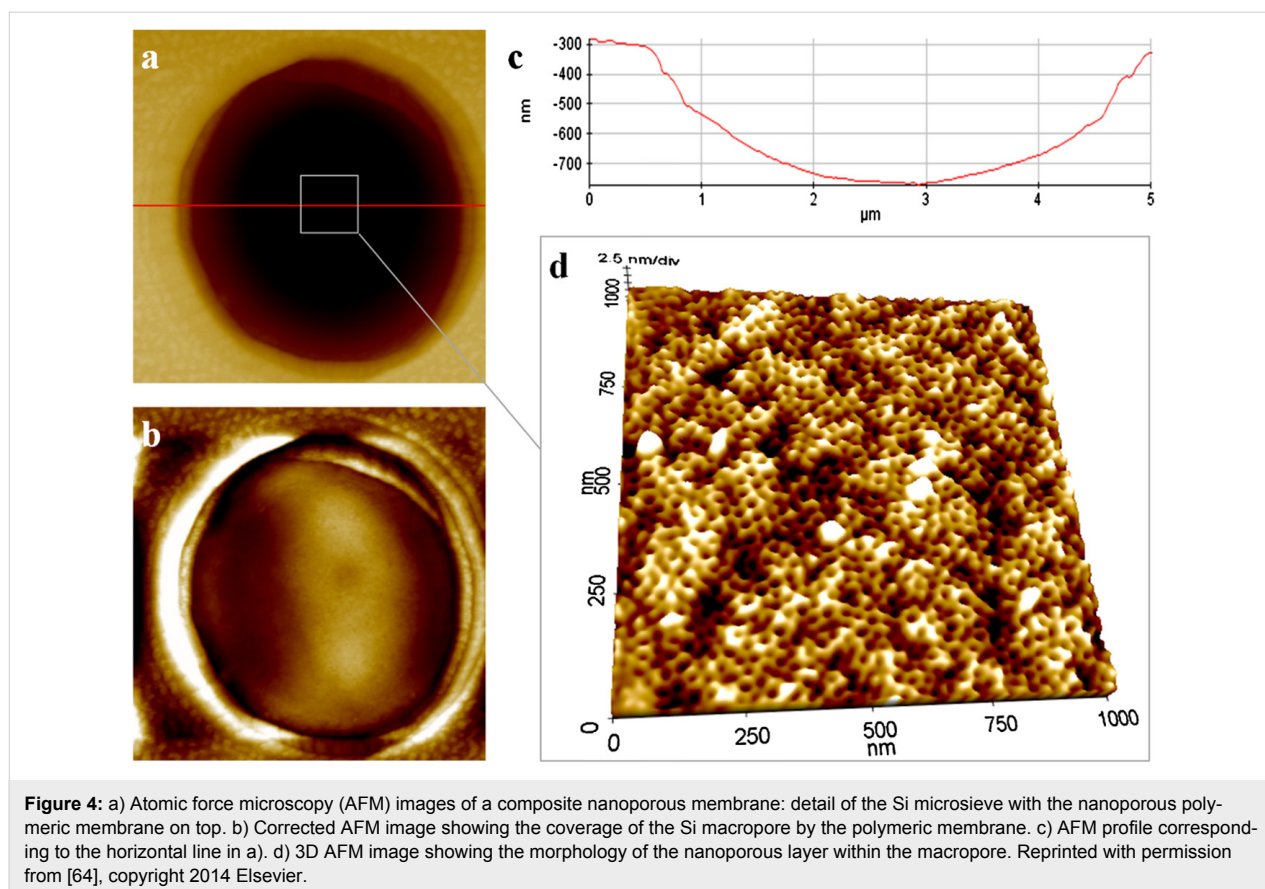 a
c
-300
-400
-500
-600
-700
nm
0
1
2
3
4
5
µm
b
d
2.5 nm/div
1000
750
500
250
0
nm
0
250
500
750
1000
nm
Figure 4: a) Atomic force microscopy (AFM) images of a composite nanoporous membrane: detail of the Si microsieve with the nanoporous poly-
meric membrane on top. b) Corrected AFM image showing the coverage of the Si macropore by the polymeric membrane. c) AFM profile correspond-
ing to the horizontal line in a). d) 3D AFM image showing the morphology of the nanoporous layer within the macropore. Reprinted with permission
from [64], copyright 2014 Elsevier.